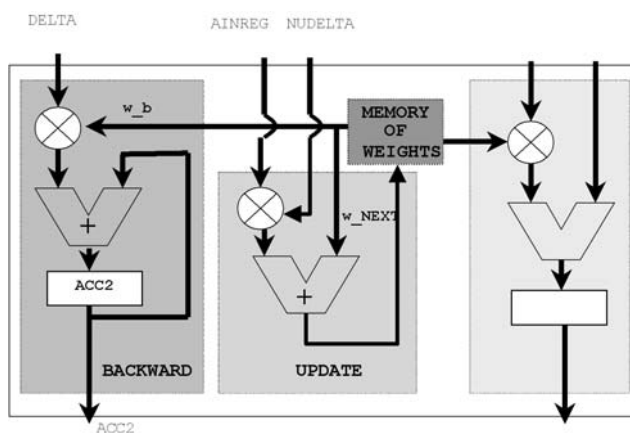 DELTA
AINREG NUDELTA
w_b
MEMORY
OF
WEIGHTS
w_NEXT
+
ACC2
+
BACKWARD
UPDATE
ACC2